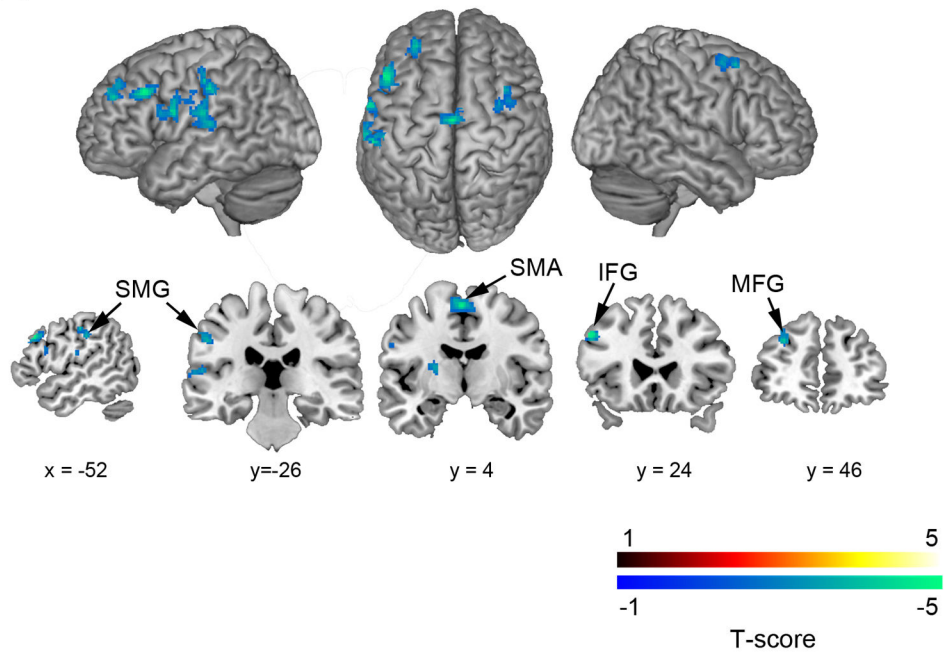 SMG
SMA
IFG
MFG
x = -52
y=-26
y = 4
y = 24
y = 46
1 5
-1 -5
T-score